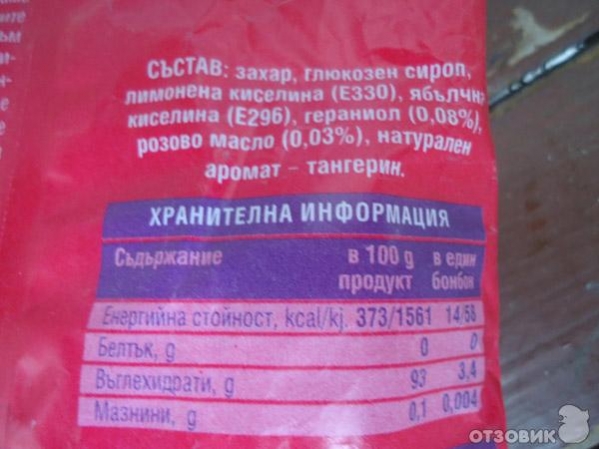 СЪСТАВ: захар, глюкозен сироп,
лимонена киселина (Е330), ябълчн
киселина (Е296), гераниол (0,08%),
розово масло (0,03%), натурален
аромат – тангерин.
ХРАНИТЕЛНА ИНФОРМАЦИЯ
Съдържание в 100 g в един
продукт бонбон
Енергийна стойност, kcal/kj. 373/1561 14/58
Белтък, g 0 0
Въглехидрати, g 93 3,4
Мазнини, g 0,1 0,004
ОТЗОВИК